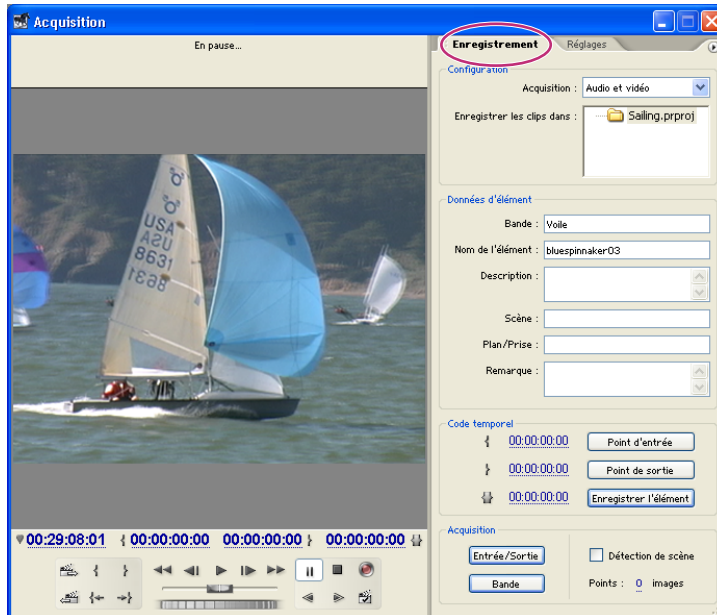 Acquisition
En pause...
Enregistrement
Réglages
Configuration
Acquisition :
Audio et vidéo
Enregistrer les clips dans :
Sailing.prproj
Données d'élément
Bande :
Voile
Nom de l'élément :
bluespinnaker03
Description :
Scène :
Plan/Prise :
Remarque :
Code temporel
{ 00:00:00:00
Point d'entrée
} 00:00:00:00
Point de sortie
{} 00:00:00:00
Enregistrer l'élément
Acquisition
Entrée/Sortie
Bande
Détection de scène
Points : 0 images
USA
USA
8631
8631
00:29:08:01 { 00:00:00:00 00:00:00:00 } 00:00:00:00 {}